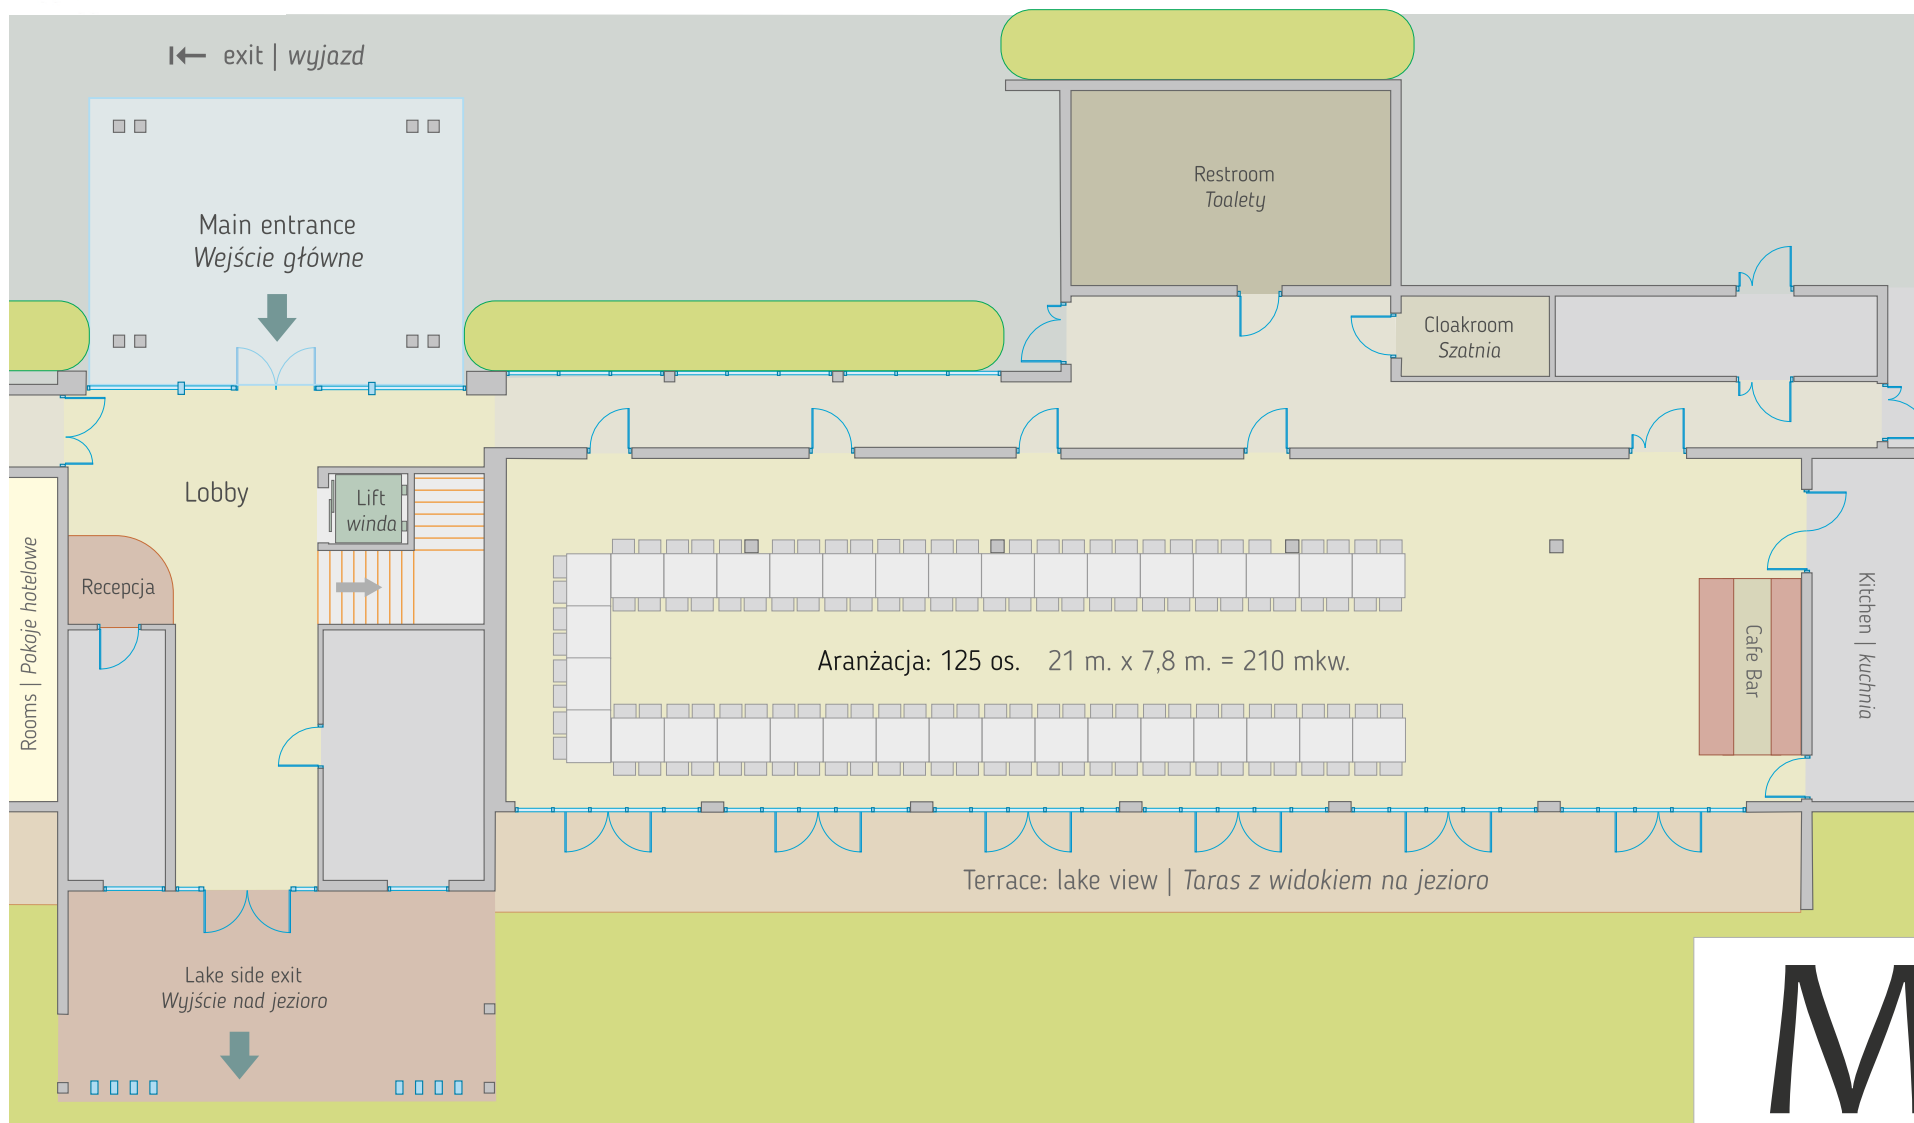 exit | wyjazd
Main entrance
Wejście główne
Restroom
Toalety
Cloakroom
Szatnia
Lobby
Lift
winda
Recepcja
Rooms | Pokoje hotelowe
Aranżacja: 125 os. 21 m. x 7,8 m. = 210 mkw.
Cafe Bar
Kitchen | kuchnia
Terrace: lake view | Taras z widokiem na jezioro
Lake side exit
Wyjście nad jezioro
M